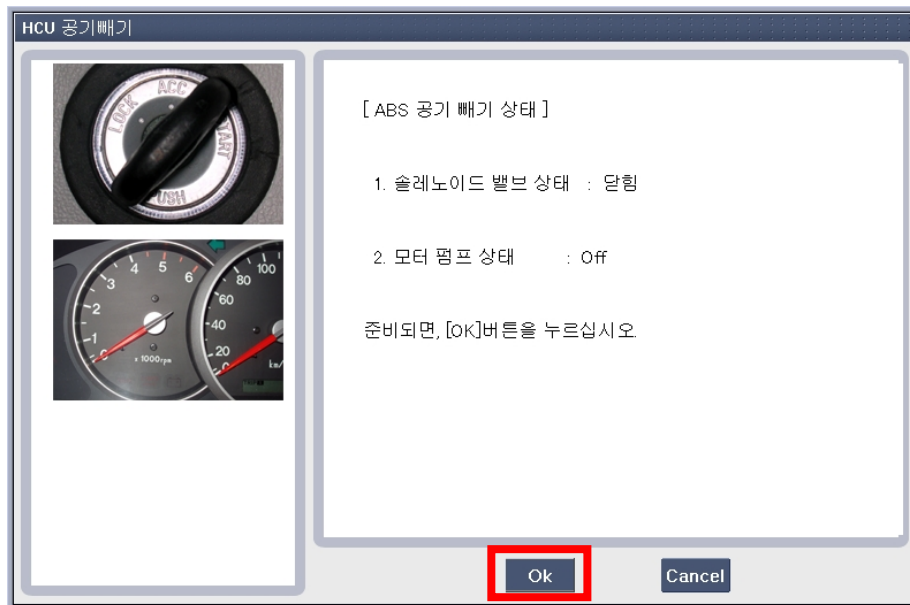 HCU 공기빼기
LOCK
ACC
START
PUSH
0 1 2 3 4 5 6
x 1000rpm
0 20 40 60 80 100
km/
[ ABS 공기 빼기 상태 ]
1. 솔레노이드 밸브 상태 : 닫힘
2. 모터 펌프 상태 : Off
준비되면, [OK]버튼을 누르십시오.
Ok
Cancel